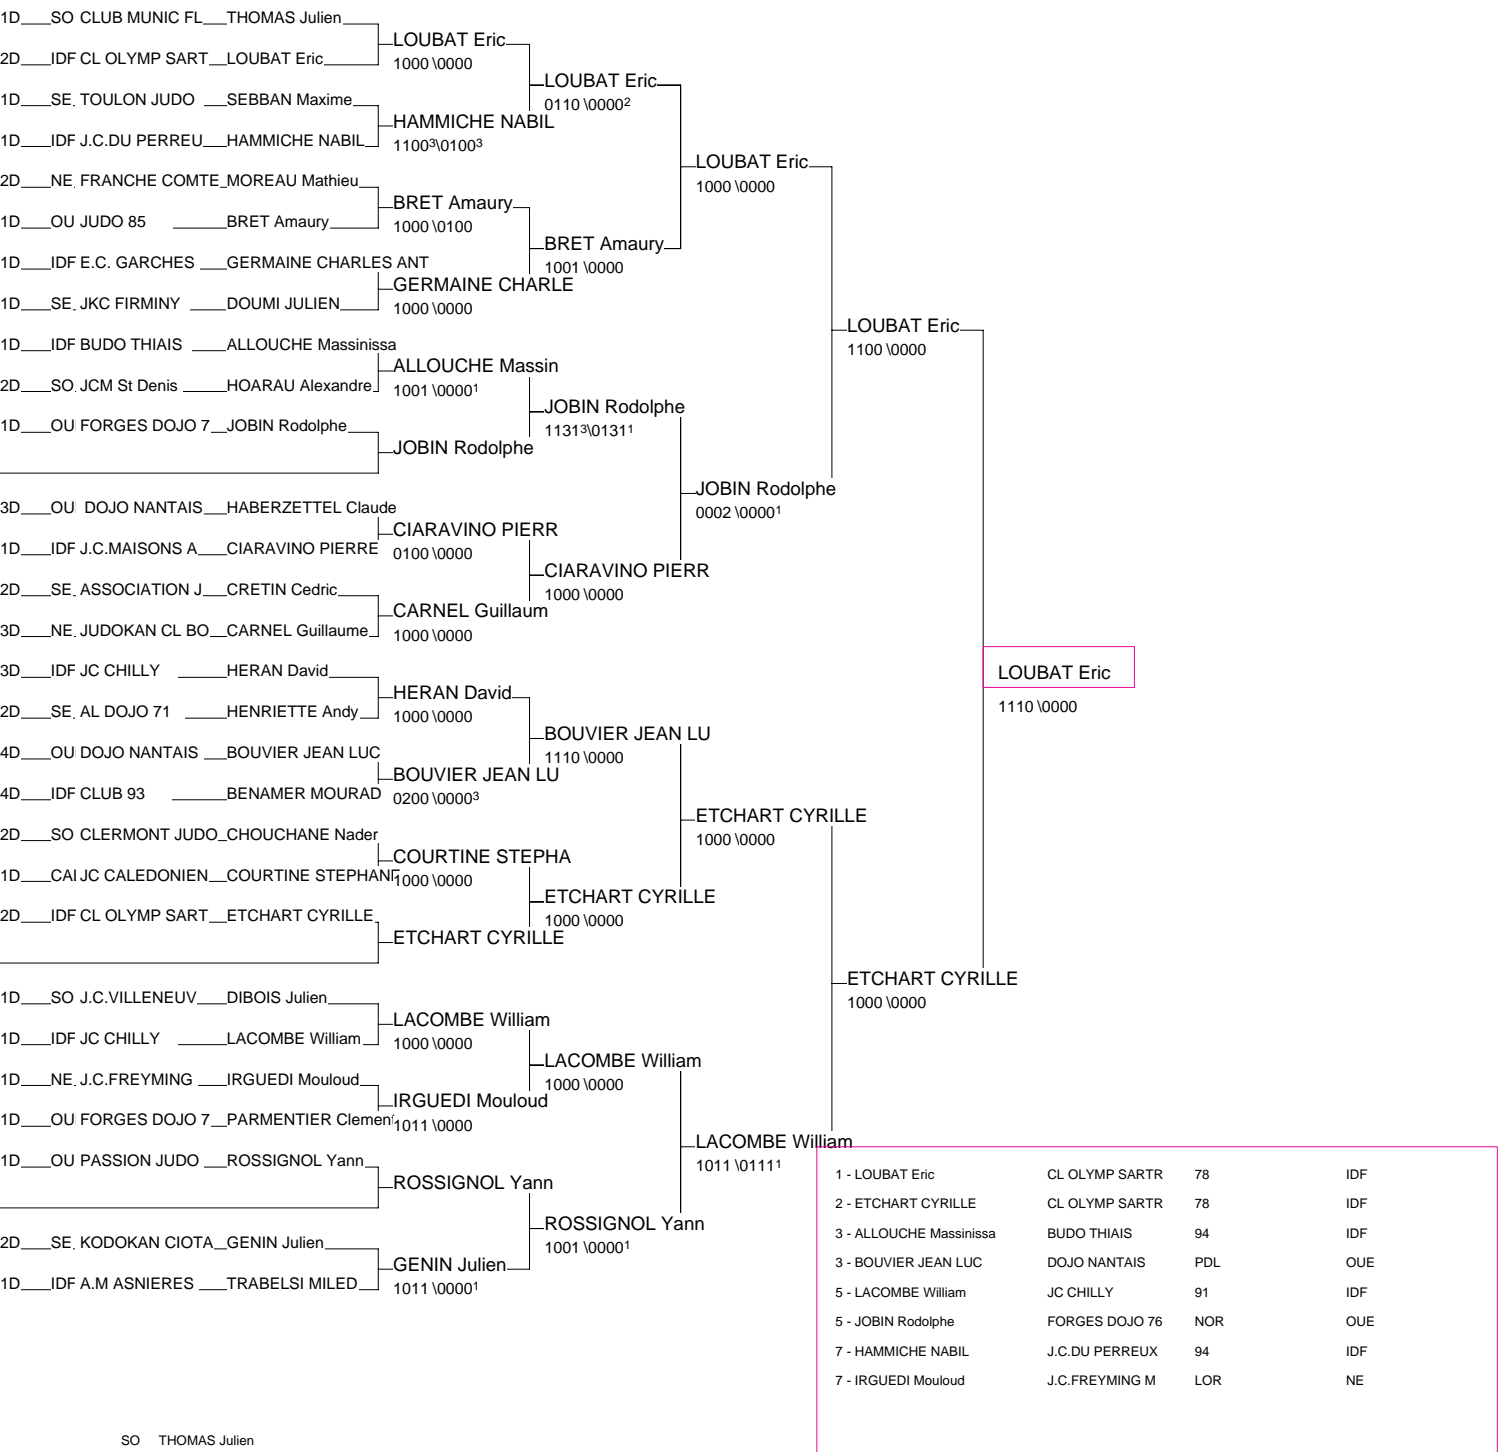 1D SO CLUB MUNIC FL THOMAS Julien
LOUBAT Eric
1000 \0000
2D IDF CL OLYMP SART LOUBAT Eric
LOUBAT Eric
0110 \0000²
1D SE TOULON JUDO SEBBAN Maxime
HAMMICHE NABIL
1100³\0100³
1D IDF J.C.DU PERREU HAMMICHE NABIL
LOUBAT Eric
1000 \0000
2D NE FRANCHE COMTE MOREAU Mathieu
BRET Amaury
1000 \0100
1D OU JUDO 85 BRET Amaury
BRET Amaury
1001 \0000
1D IDF E.C. GARCHES GERMAINE CHARLES ANT
GERMAINE CHARLE
1000 \0000
1D SE JKC FIRMINY DOUMI JULIEN
LOUBAT Eric
1100 \0000
1D IDF BUDO THIAIS ALLOUCHE Massinissa
ALLOUCHE Massin
1001 \0000¹
2D SO JCM St Denis HOARAU Alexandre
JOBIN Rodolphe
1131³\0131¹
1D OU FORGES DOJO 7 JOBIN Rodolphe
JOBIN Rodolphe
JOBIN Rodolphe
0002 \0000¹
3D OU DOJO NANTAIS HABERZETTEL Claude
CIARAVINO PIERR
0100 \0000
1D IDF J.C.MAISONS A CIARAVINO PIERRE
CIARAVINO PIERR
1000 \0000
2D SE ASSOCIATION J CRETIN Cedric
CARNEL Guillaum
1000 \0000
3D NE JUDOKAN CL BO CARNEL Guillaume
LOUBAT Eric
1110 \0000
3D IDF JC CHILLY HERAN David
HERAN David
1000 \0000
2D SE AL DOJO 71 HENRIETTE Andy
BOUVIER JEAN LU
1110 \0000
4D OU DOJO NANTAIS BOUVIER JEAN LUC
BOUVIER JEAN LU
0200 \0000³
4D IDF CLUB 93 BENAMER MOURAD
ETCHART CYRILLE
1000 \0000
2D SO CLERMONT JUDO CHOUCHANE Nader
COURTINE STEPHA
1000 \0000
1D CAL JC CALEDONIEN COURTINE STEPHANE
ETCHART CYRILLE
1000 \0000
2D IDF CL OLYMP SART ETCHART CYRILLE
ETCHART CYRILLE
ETCHART CYRILLE
1000 \0000
1D SO J.C.VILLENEUV DIBOIS Julien
LACOMBE William
1000 \0000
1D IDF JC CHILLY LACOMBE William
LACOMBE William
1000 \0000
1D NE J.C.FREYMING IRGUEDI Mouloud
IRGUEDI Mouloud
1011 \0000
1D OU FORGES DOJO 7 PARMENTIER Clement
LACOMBE William
1011 \0111¹
1D OU PASSION JUDO ROSSIGNOL Yann
ROSSIGNOL Yann
ROSSIGNOL Yann
1001 \0000¹
2D SE KODOKAN CIOTA GENIN Julien
GENIN Julien
1011 \0000¹
1D IDF A.M ASNIERES TRABELSI MILED
1 - LOUBAT Eric CL OLYMP SARTR 78 IDF
2 - ETCHART CYRILLE CL OLYMP SARTR 78 IDF
3 - ALLOUCHE Massinissa BUDO THIAIS 94 IDF
3 - BOUVIER JEAN LUC DOJO NANTAIS PDL OUE
5 - LACOMBE William JC CHILLY 91 IDF
5 - JOBIN Rodolphe FORGES DOJO 76 NOR OUE
7 - HAMMICHE NABIL J.C.DU PERREUX 94 IDF
7 - IRGUEDI Mouloud J.C.FREYMING M LOR NE
SO THOMAS Julien